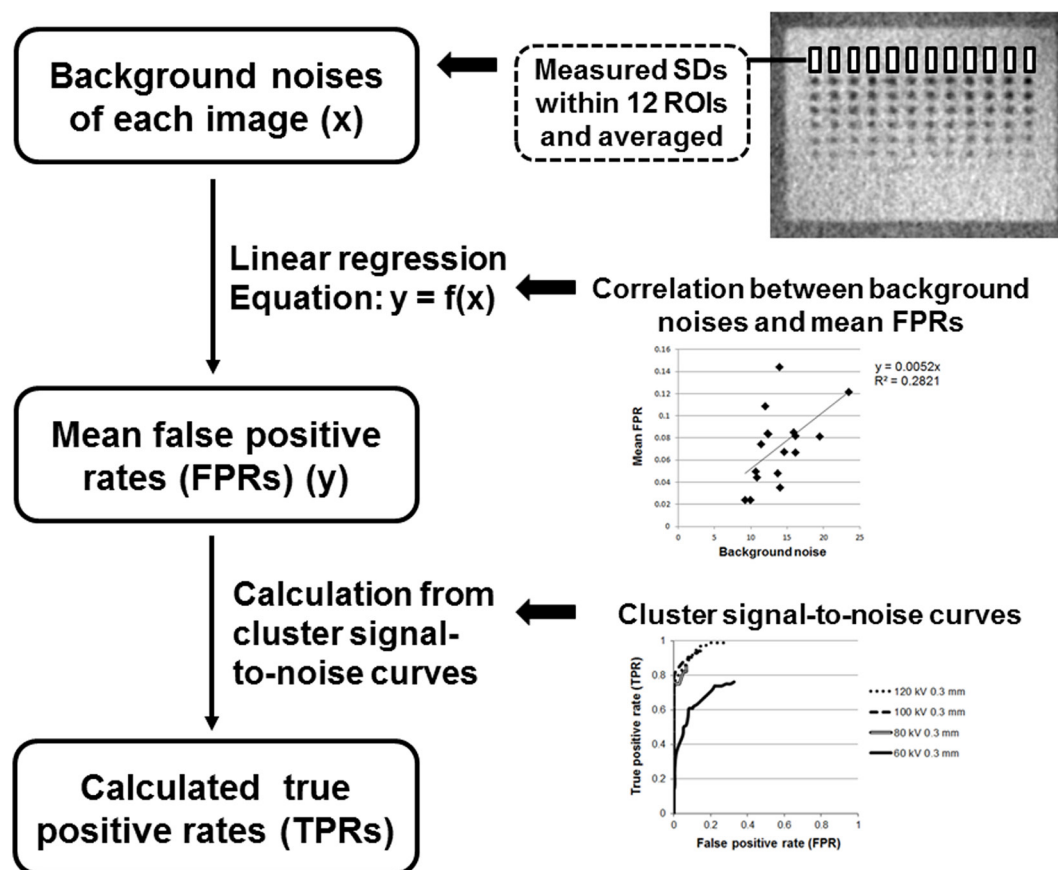 Background noises
of each image (x)
Measured SDs
within 12 ROIs
and averaged
Linear regression
Equation: y = f(x)
Correlation between background
noises and mean FPRs
0.16
0.14
0.12
0.1
0.08
0.06
0.04
0.02
0
Mean FPR
y = 0.0052x
R² = 0.2821
0 5 10 15 20 25
Background noise
Mean false positive
rates (FPRs) (y)
Calculation from
cluster signal-
to-noise curves
Cluster signal-to-noise curves
1
0.8
0.6
0.4
0.2
0
True positive rate (TPR)
120 kV 0.3 mm
100 kV 0.3 mm
80 kV 0.3 mm
60 kV 0.3 mm
0 0.2 0.4 0.6 0.8 1
False positive rate (FPR)
Calculated true
positive rates (TPRs)